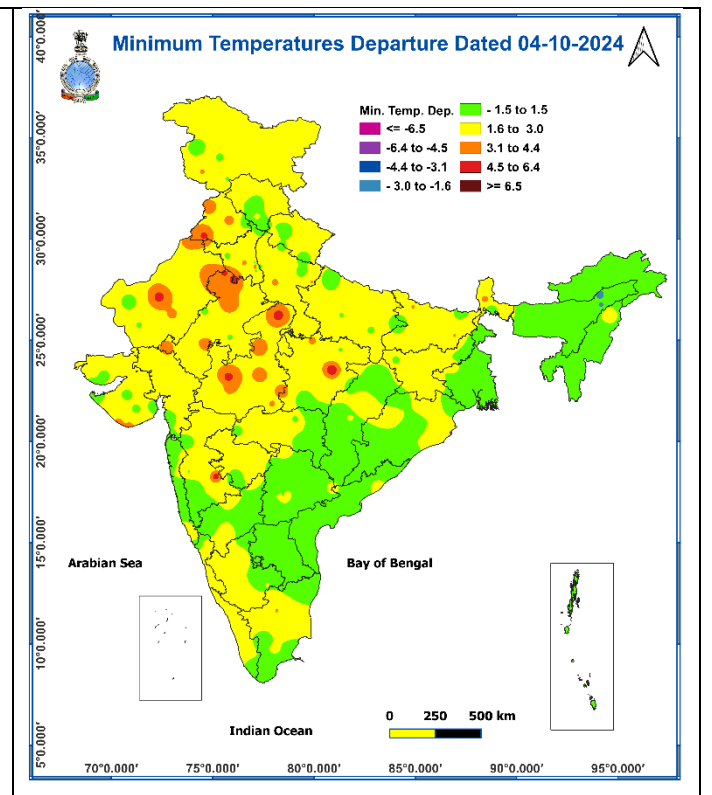 Minimum Temperatures Departure Dated 04-10-2024
Min. Temp. Dep.
<= -6.5
-6.4 to -4.5
-4.4 to -3.1
- 3.0 to -1.6
- 1.5 to 1.5
1.6 to 3.0
3.1 to 4.4
4.5 to 6.4
>= 6.5
40°0.000'
35°0.000'
30°0.000'
25°0.000'
20°0.000'
15°0.000'
10°0.000'
5°0.000'
Arabian Sea
Bay of Bengal
Indian Ocean
0 250 500 km
70°0.000' 75°0.000' 80°0.000' 85°0.000' 90°0.000' 95°0.000'